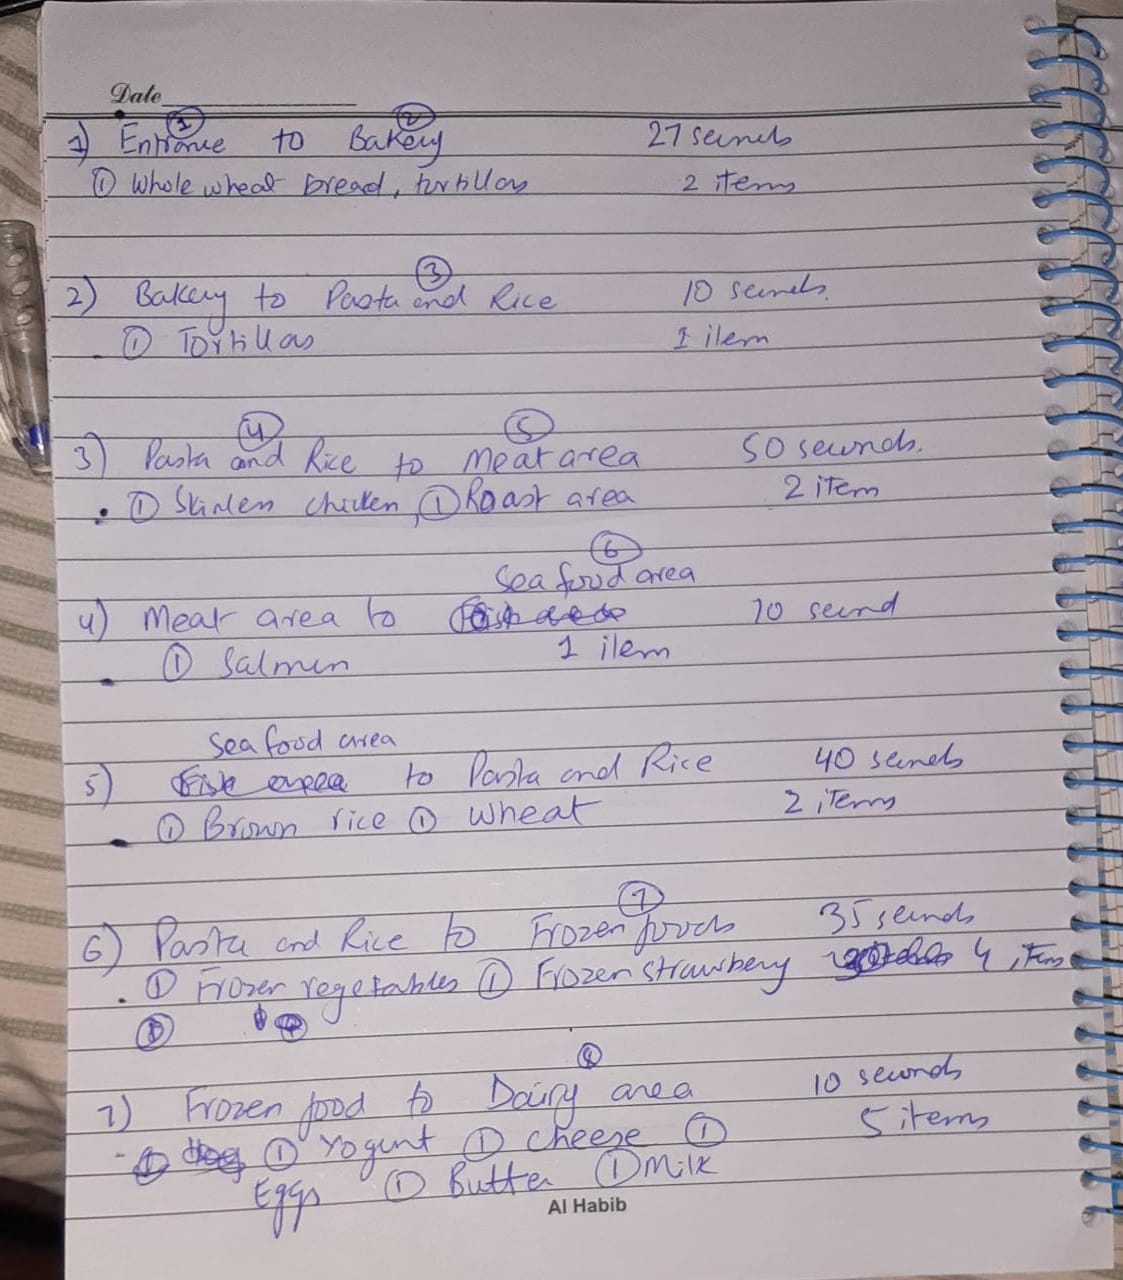 Date
① ②
1) Entrance to Bakery 27 seconds
① Whole wheat bread, tortillas 2 items
③
2) Bakery to Pasta and Rice 10 seconds.
① Tortillas 1 item
④ ⑤
3) Pasta and Rice to Meat area 50 seconds.
• ① Skinless chicken, ① Roast area 2 item
⑥
Sea food area
4) Meat area to 10 second
① Salmon 1 item
Sea food area
5) to Pasta and Rice 40 seconds
① Brown rice ① wheat 2 items
⑦
6) Pasta and Rice to Frozen foods 35 seconds
• ① Frozen vegetables ① Frozen strawberry 4 items
①
⑧
7) Frozen food to Dairy area 10 seconds
- ① Yogurt ① cheese ① 5 items
Eggs ① Butter ① Milk
Al Habib